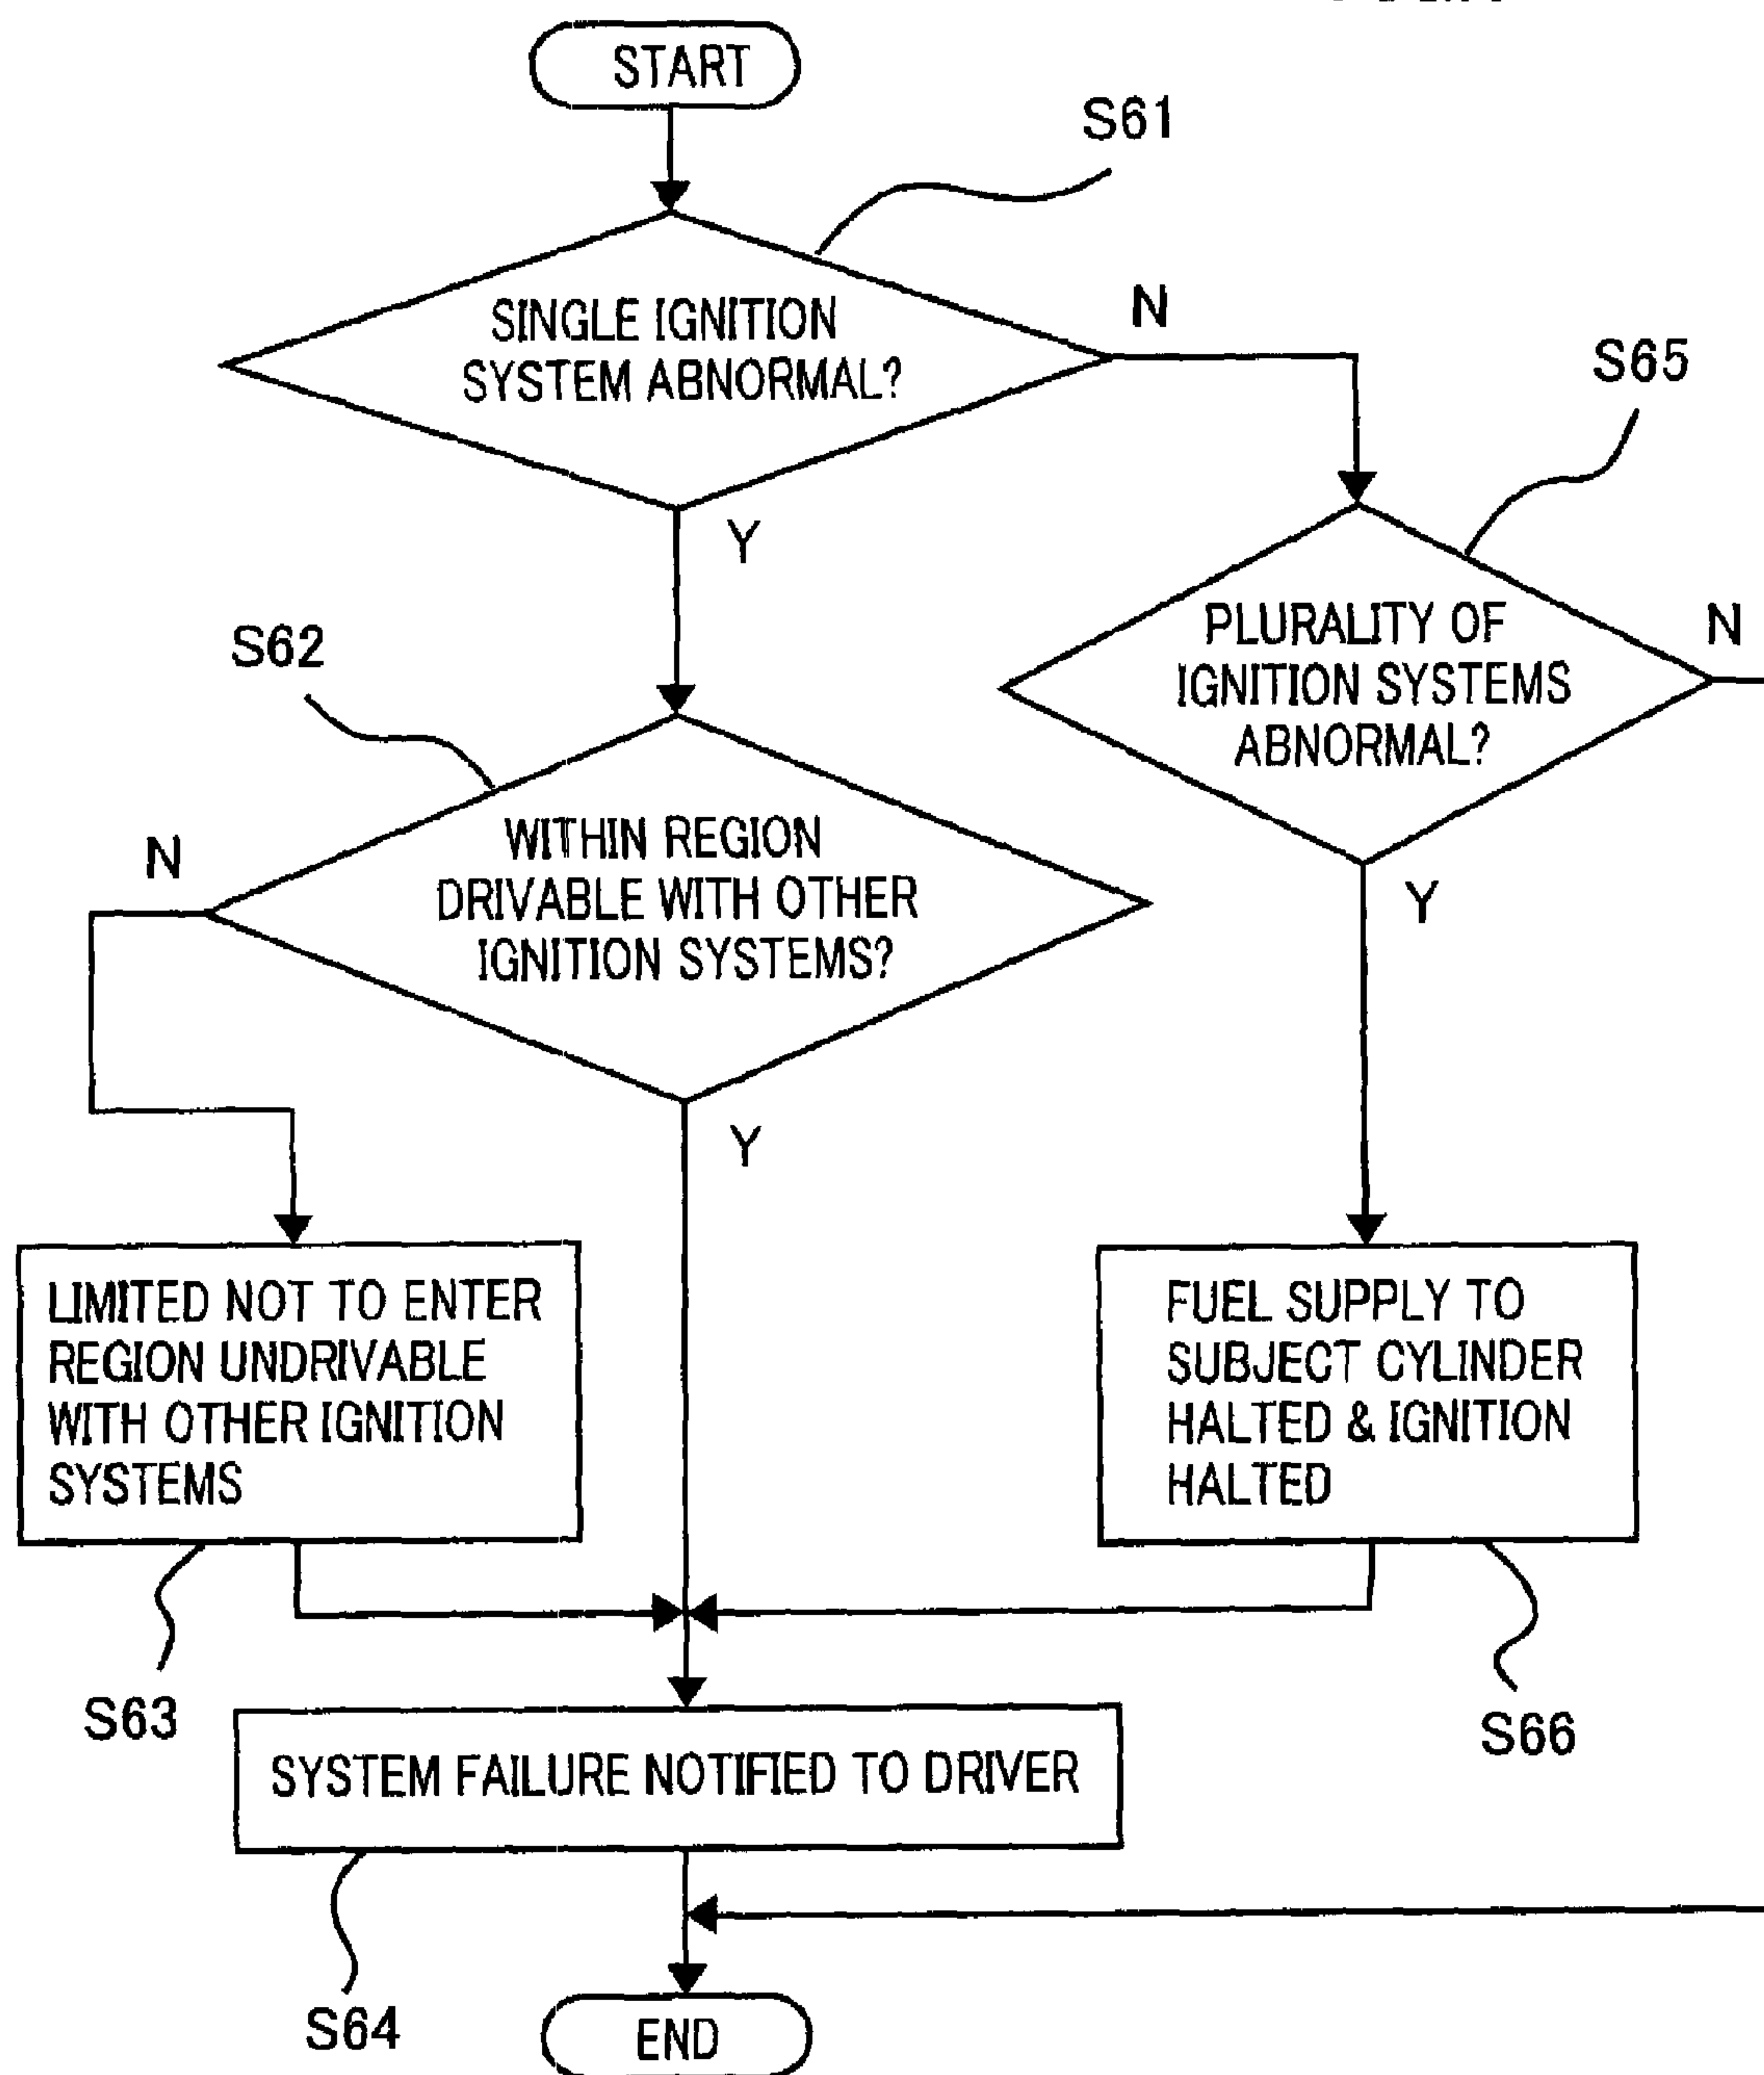 START
S61
SINGLE IGNITION
SYSTEM ABNORMAL?
N
S65
Y
PLURALITY OF
IGNITION SYSTEMS
ABNORMAL?
N
S62
WITHIN REGION
DRIVABLE WITH OTHER
IGNITION SYSTEMS?
N
Y
Y
LIMITED NOT TO ENTER
REGION UNDRIVABLE
WITH OTHER IGNITION
SYSTEMS
FUEL SUPPLY TO
SUBJECT CYLINDER
HALTED & IGNITION
HALTED
S63
S66
SYSTEM FAILURE NOTIFIED TO DRIVER
S64
END